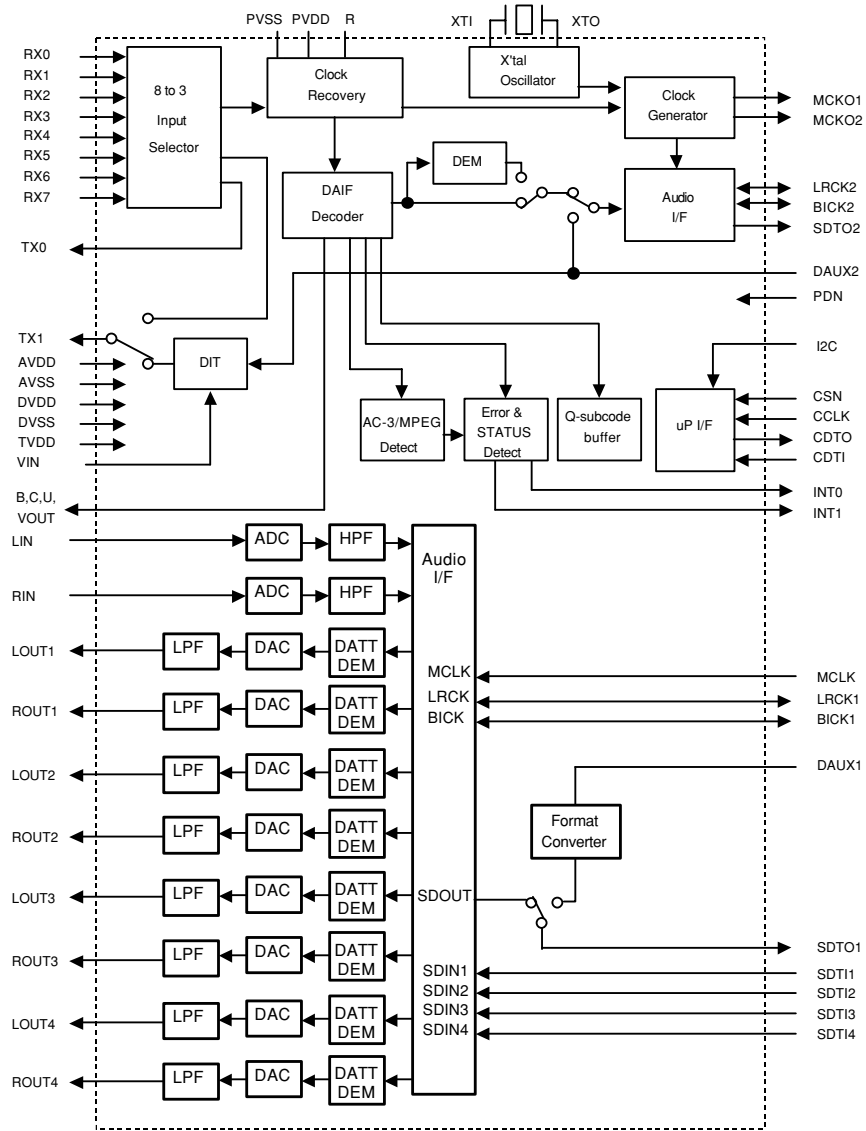 PVSS PVDD R
XTI XTO
RX0
RX1
RX2
RX3
RX4
RX5
RX6
RX7
8 to 3
Input
Selector
Clock
Recovery
X'tal
Oscillator
Clock
Generator
MCKO1
MCKO2
DAIF
Decoder
DEM
Audio
I/F
LRCK2
BICK2
SDTO2
TX0
DAUX2
PDN
TX1
DIT
I2C
AVDD
AVSS
DVDD
DVSS
TVDD
VIN
AC-3/MPEG
Detect
Error &
STATUS
Detect
Q-subcode
buffer
uP I/F
CSN
CCLK
CDTO
CDTI
INT0
INT1
B,C,U,
VOUT
LIN
ADC
HPF
Audio
I/F
RIN
ADC
HPF
LOUT1
LPF
DAC
DATT
DEM
MCLK
MCLK
ROUT1
LPF
DAC
DATT
DEM
LRCK
BICK
LRCK1
BICK1
LOUT2
LPF
DAC
DATT
DEM
DAUX1
ROUT2
LPF
DAC
DATT
DEM
Format
Converter
LOUT3
LPF
DAC
DATT
DEM
SDOUT
SDTO1
ROUT3
LPF
DAC
DATT
DEM
SDIN1
SDIN2
SDIN3
SDIN4
SDTI1
SDTI2
SDTI3
SDTI4
LOUT4
LPF
DAC
DATT
DEM
ROUT4
LPF
DAC
DATT
DEM